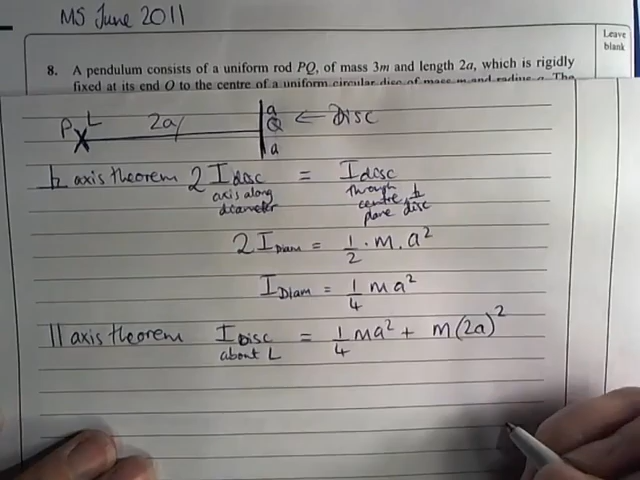 MS June 2011
Leave
blank
8. A pendulum consists of a uniform rod PQ, of mass 3m and length 2a, which is rigidly
fixed at its end Q to the centre of a uniform circular disc of mass m and radius a. The
P L 2a a Q a ← Disc
⊥ axis theorem 2 I disc = I disc
axis along through
diameter centre ⊥
plane disc
2 I Diam = 1/2 . m . a²
I Diam = 1/4 ma²
|| axis theorem I Disc = 1/4 ma² + m(2a)²
about L